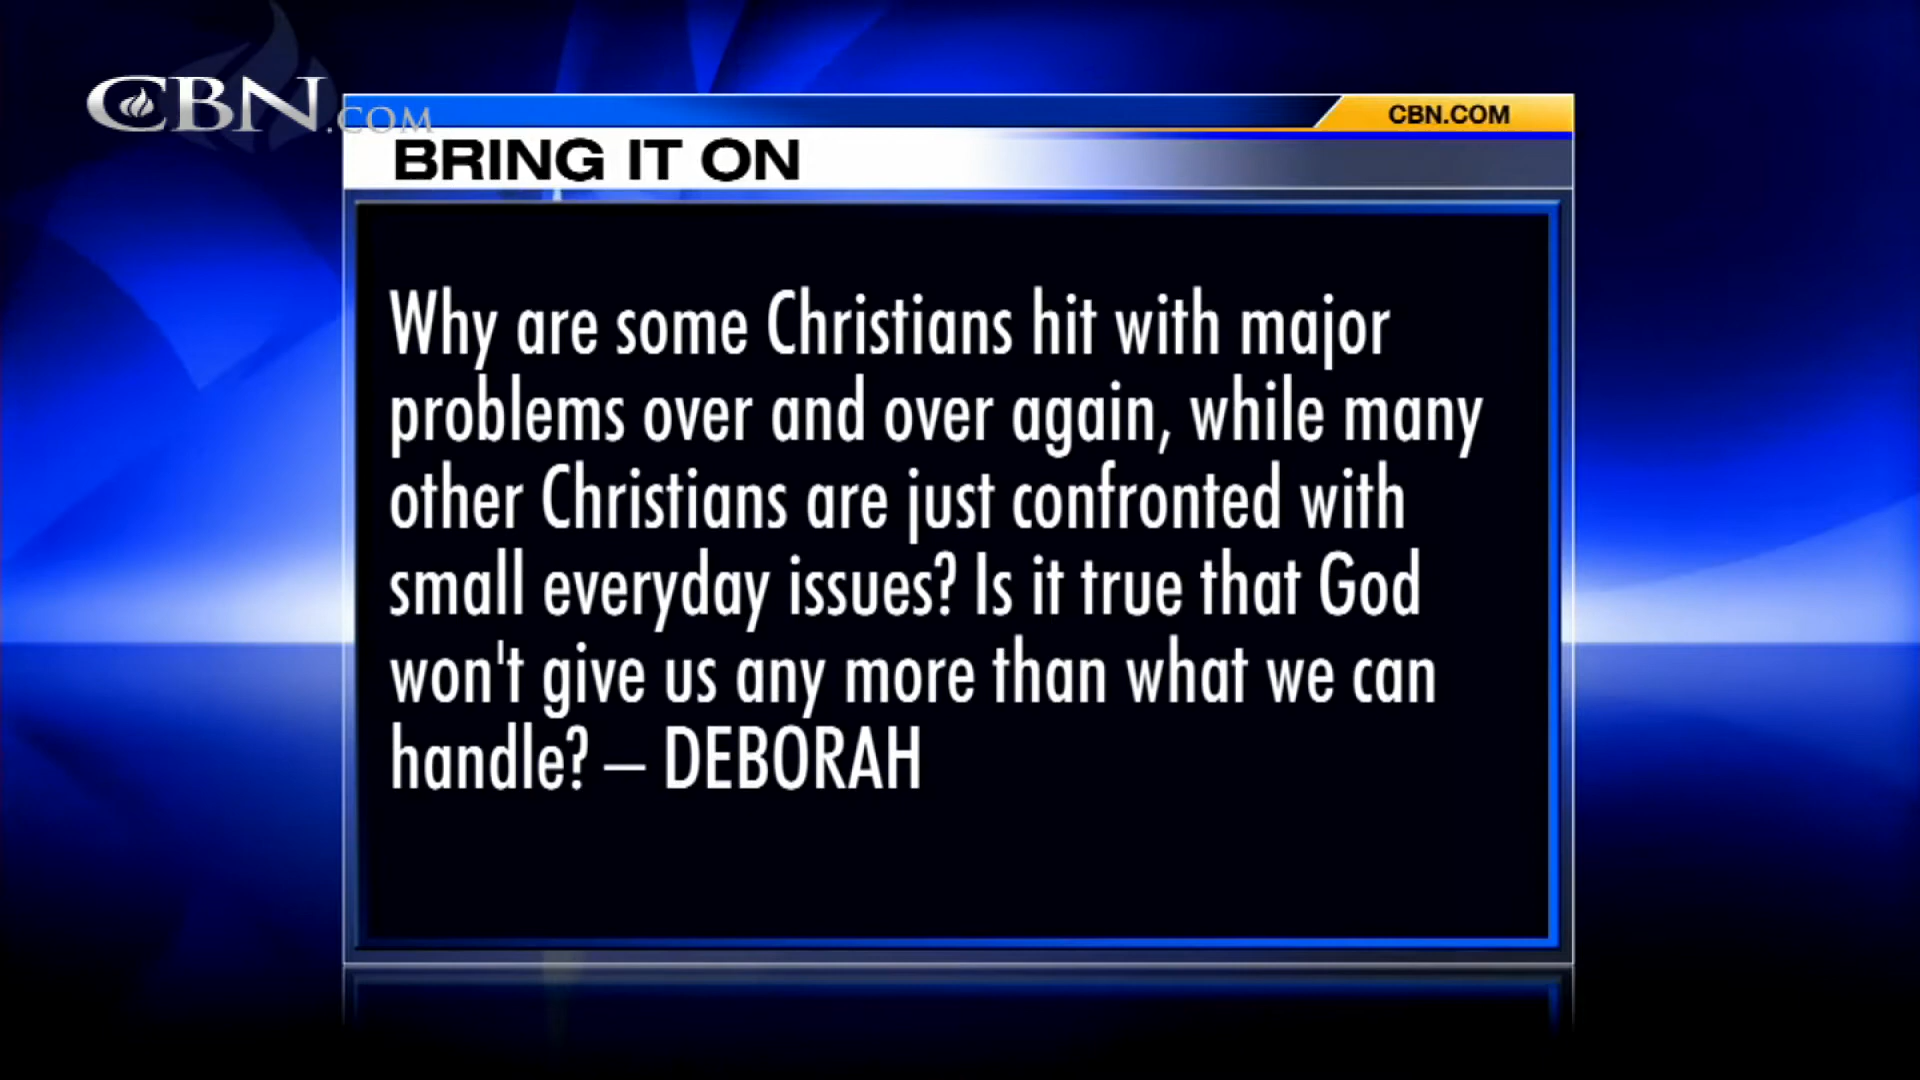 CBN.COM
CBN.COM
BRING IT ON
Why are some Christians hit with major
problems over and over again, while many
other Christians are just confronted with
small everyday issues? Is it true that God
won't give us any more than what we can
handle? – DEBORAH